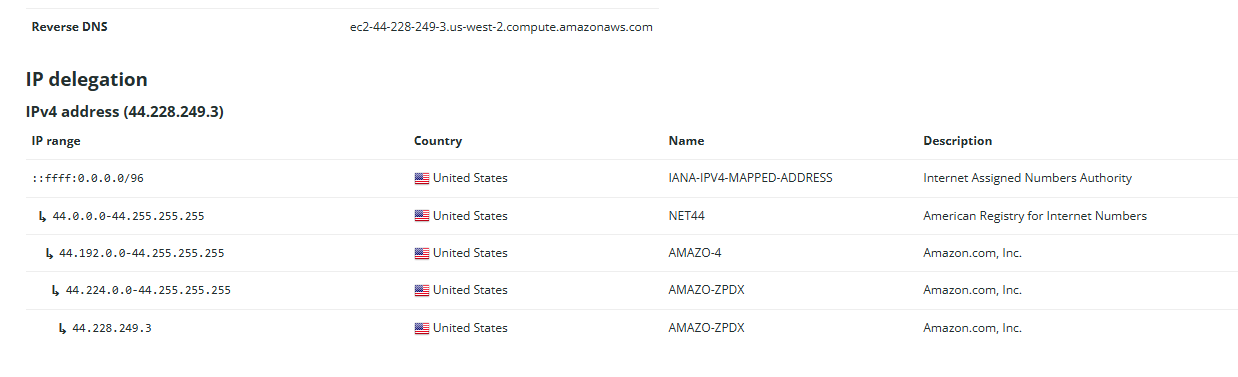 Reverse DNS ec2-44-228-249-3.us-west-2.compute.amazonaws.com
IP delegation
IPv4 address (44.228.249.3)
IP range Country Name Description
::ffff:0.0.0.0/96 United States IANA-IPV4-MAPPED-ADDRESS Internet Assigned Numbers Authority
↳ 44.0.0.0-44.255.255.255 United States NET44 American Registry for Internet Numbers
↳ 44.192.0.0-44.255.255.255 United States AMAZO-4 Amazon.com, Inc.
↳ 44.224.0.0-44.255.255.255 United States AMAZO-ZPDX Amazon.com, Inc.
↳ 44.228.249.3 United States AMAZO-ZPDX Amazon.com, Inc.